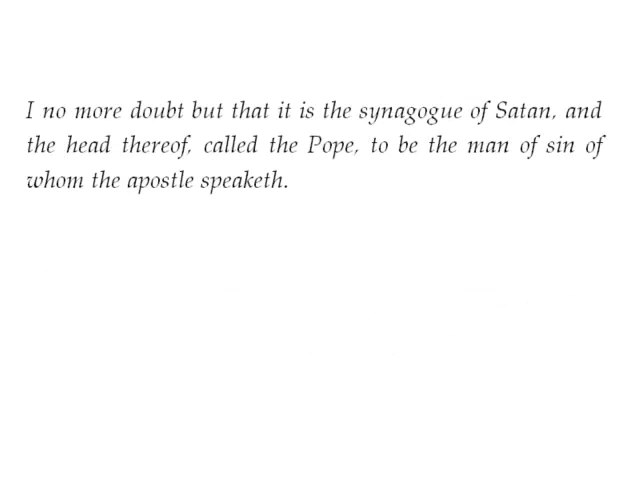 I no more doubt but that it is the synagogue of Satan, and
the head thereof, called the Pope, to be the man of sin of
whom the apostle speaketh.